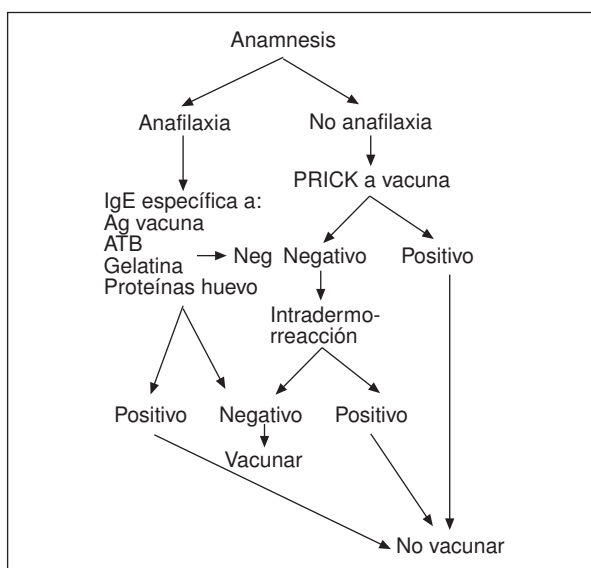 Anamnesis
Anafilaxia
No anafilaxia
PRICK a vacuna
IgE específica a:
Ag vacuna
ATB
Gelatina
Proteínas huevo
Neg
Negativo
Positivo
Intradermo-
rreacción
Positivo
Negativo
Positivo
Vacunar
No vacunar